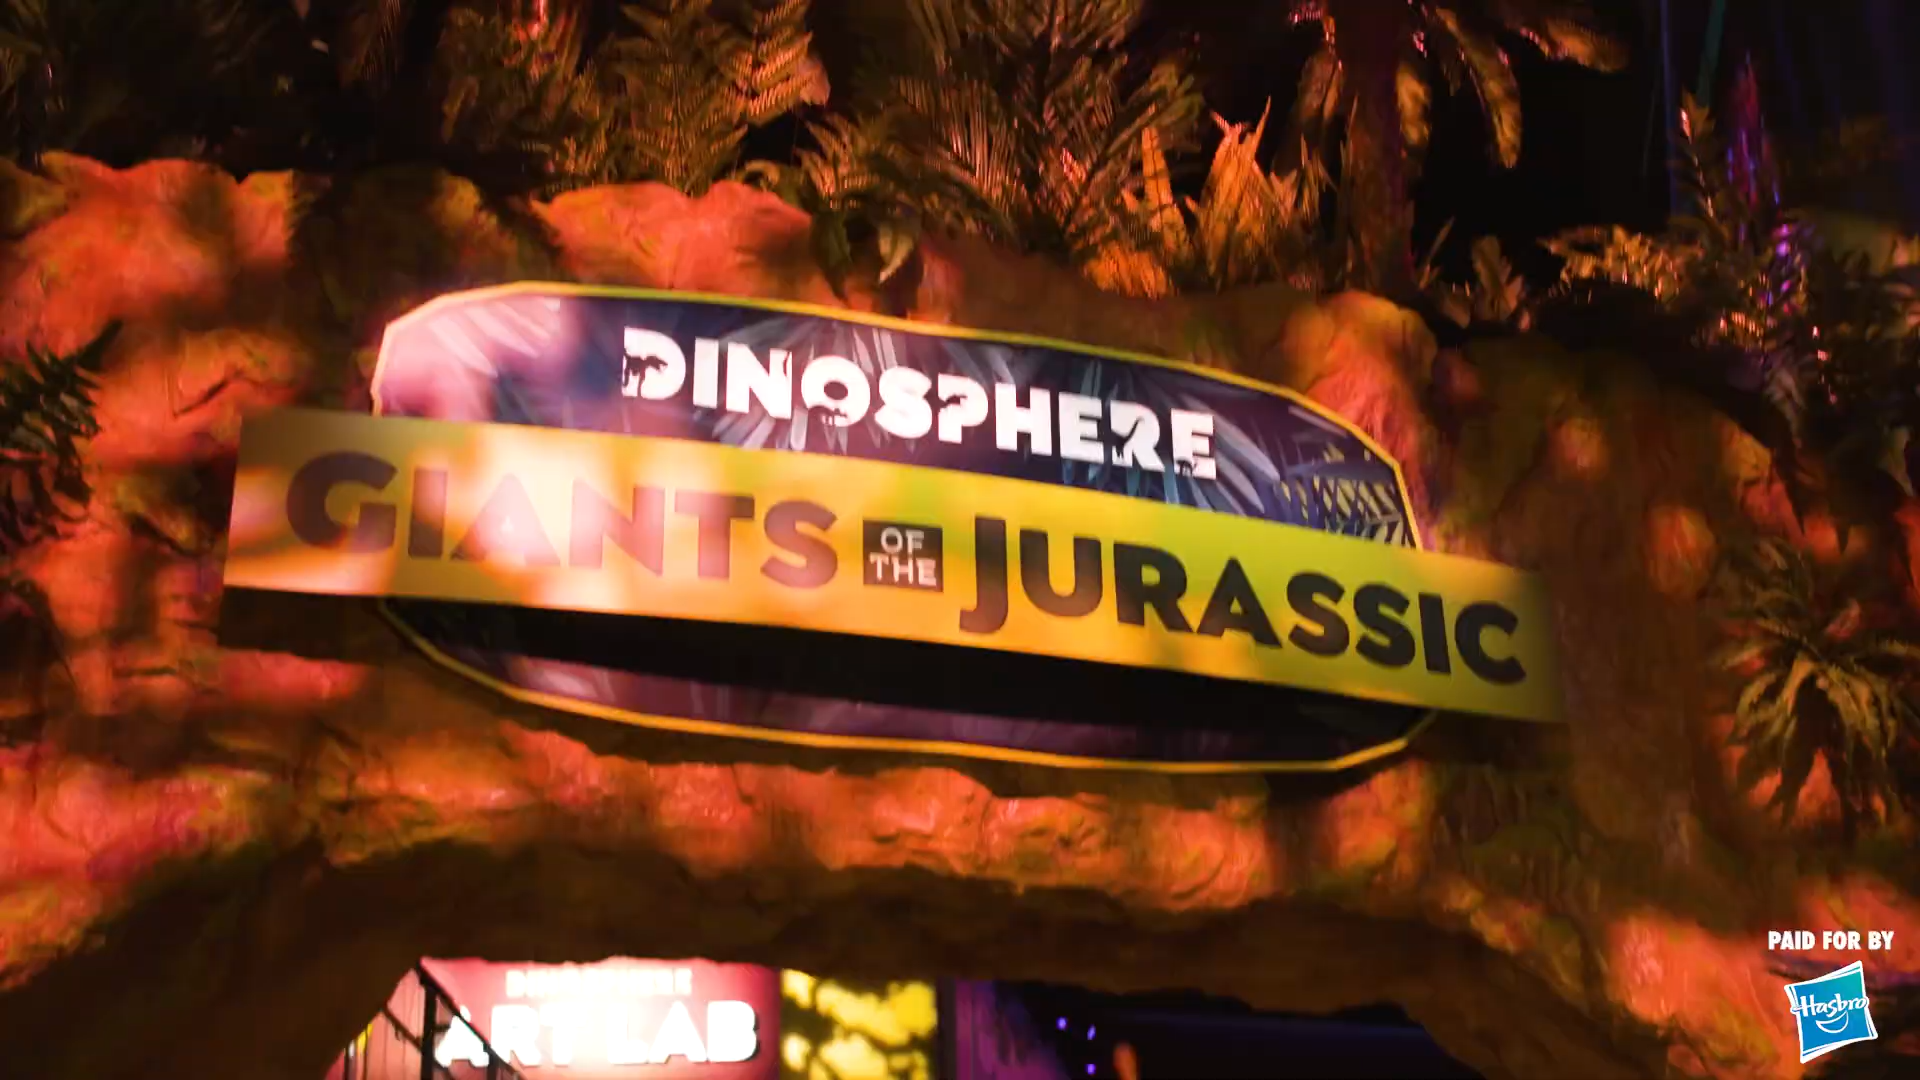 DINOSPHERE
GIANTS OF THE JURASSIC
ART LAB
PAID FOR BY
Hasbro